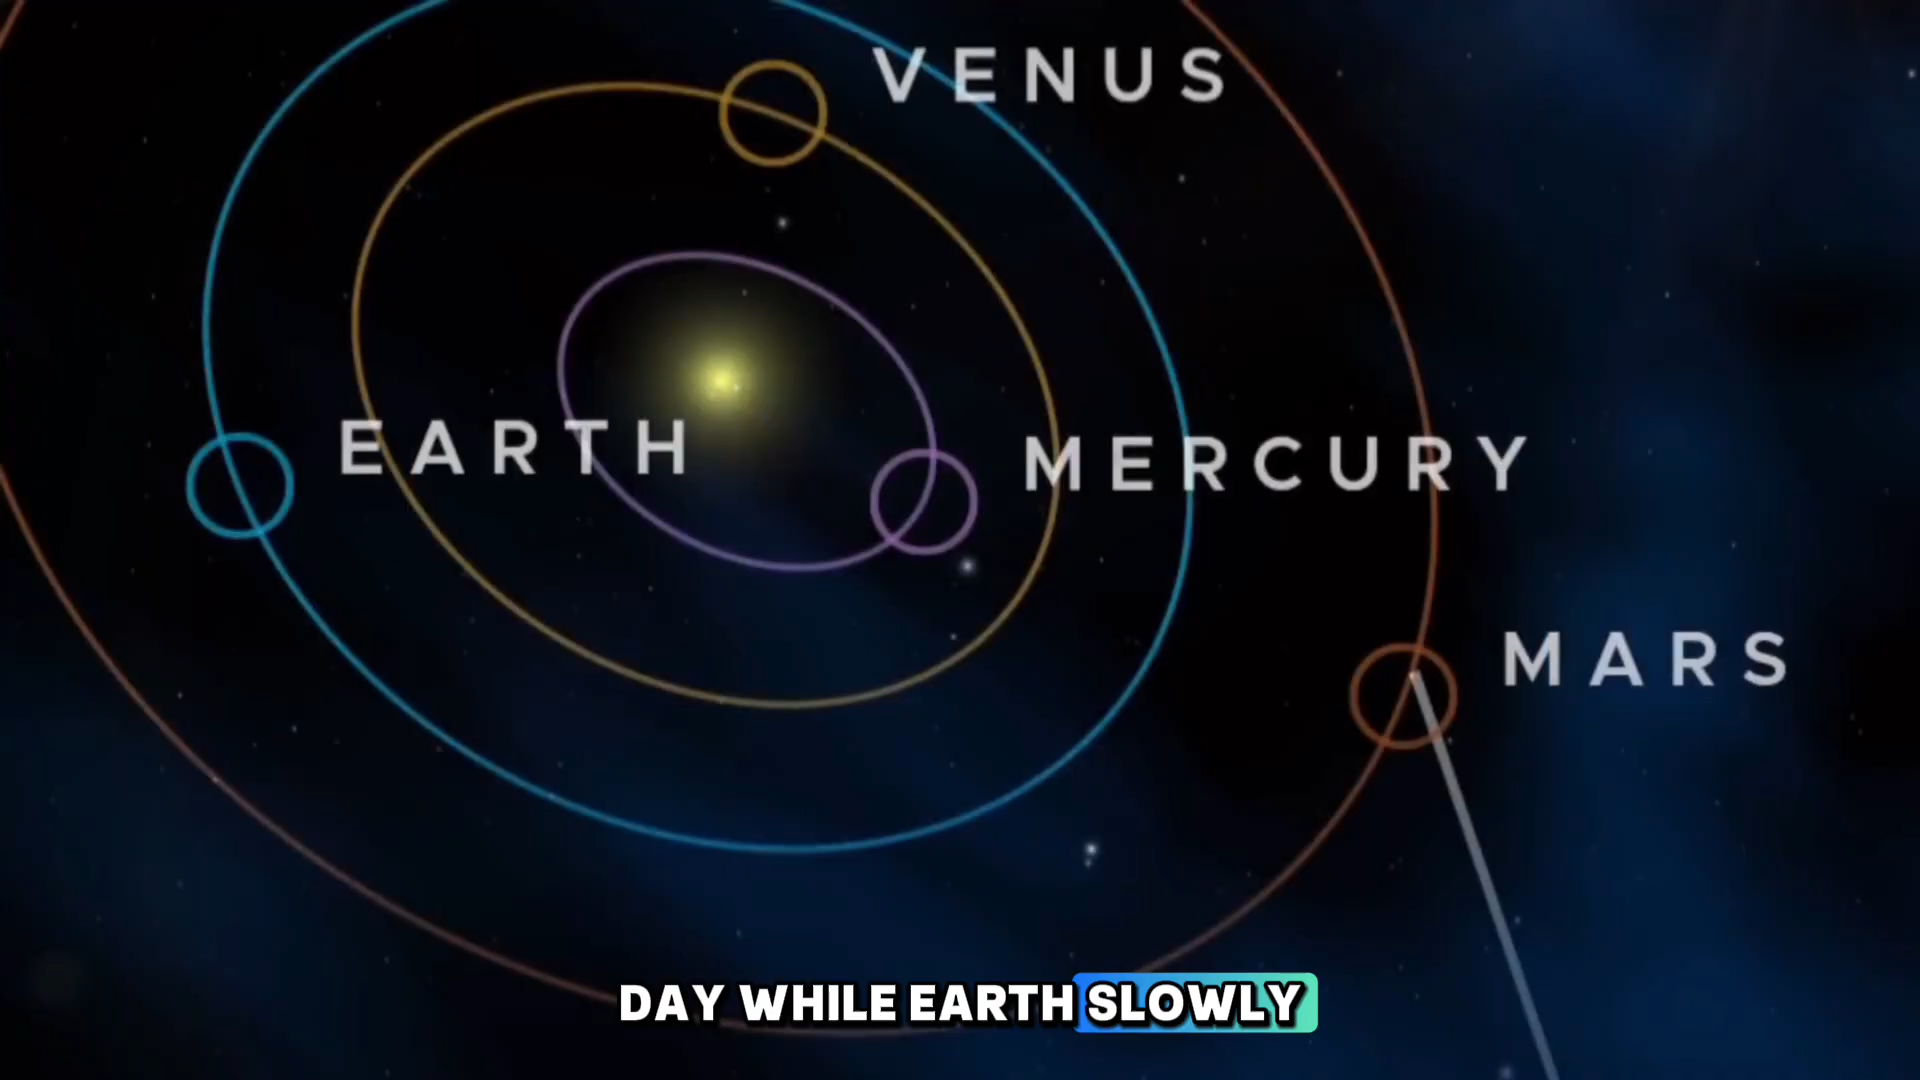 VENUS
EARTH
MERCURY
MARS
DAY WHILE EARTH SLOWLY